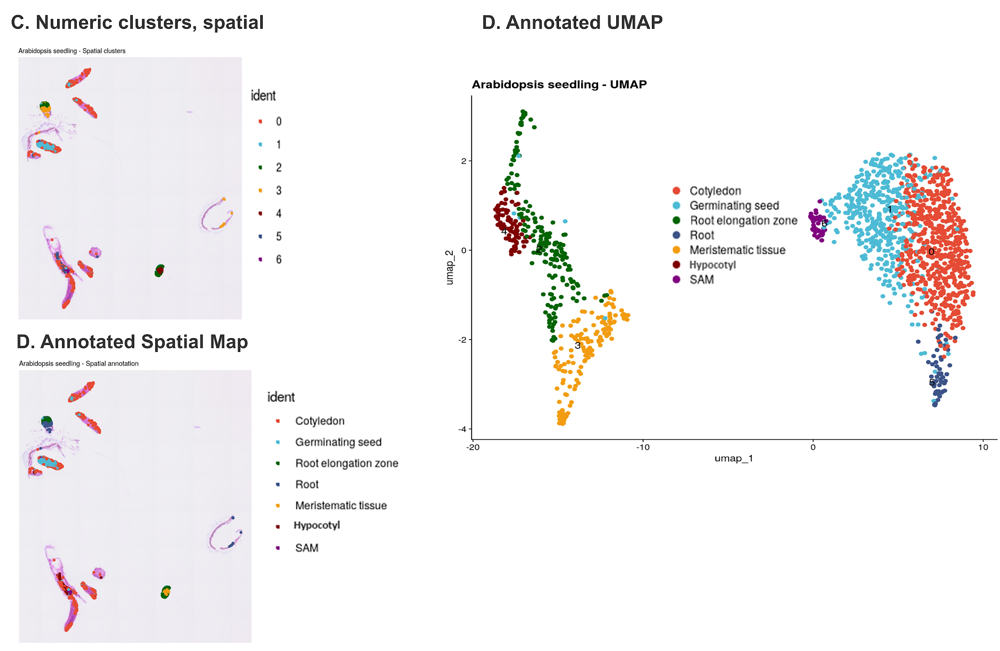 C. Numeric clusters, spatial
Arabidopsis seedling - Spatial clusters
ident
0
1
2
3
4
5
6
D. Annotated Spatial Map
Arabidopsis seedling - Spatial annotation
ident
Cotyledon
Germinating seed
Root elongation zone
Root
Meristematic tissue
Hypocotyl
SAM
D. Annotated UMAP
Arabidopsis seedling - UMAP
umap_2
2
0
-2
-4
4
2
3
Cotyledon
Germinating seed
Root elongation zone
Root
Meristematic tissue
Hypocotyl
SAM
1
6
0
5
-20
-10
0
10
umap_1